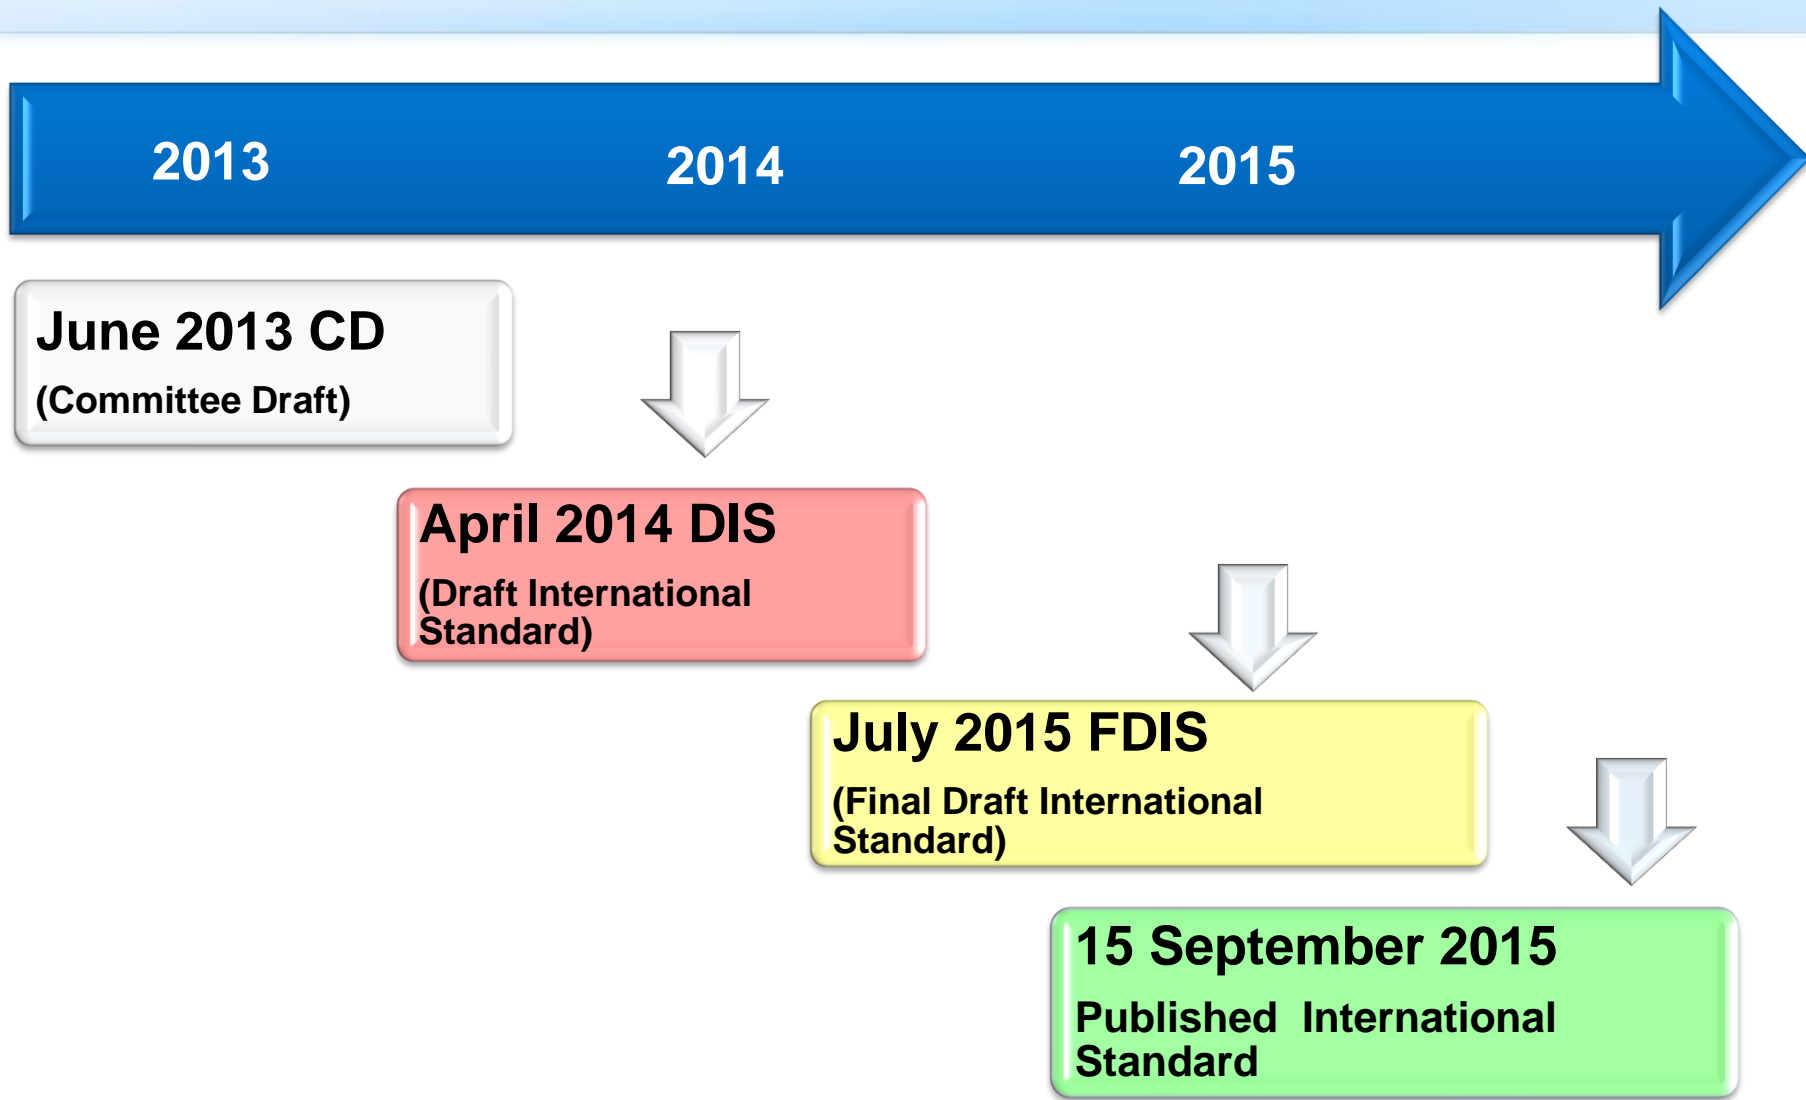 2013
2014
2015
June 2013 CD
(Committee Draft)
April 2014 DIS
(Draft International
Standard)
July 2015 FDIS
(Final Draft International
Standard)
15 September 2015
Published International
Standard